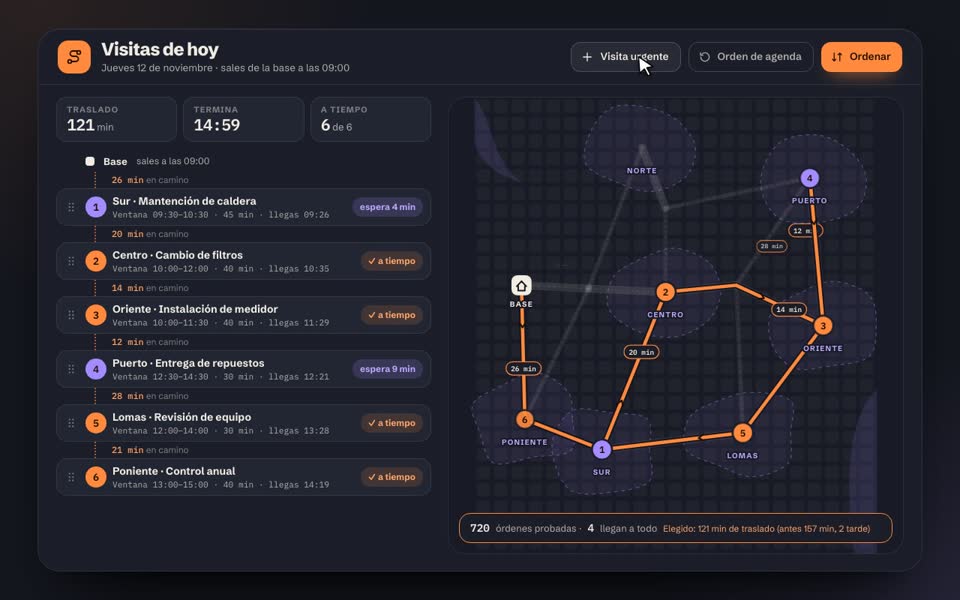 Visitas de hoy
Jueves 12 de noviembre · sales de la base a las 09:00
Visita urgente
Orden de agenda
Ordenar
TRASLADO
121 min
TERMINA
14:59
A TIEMPO
6 de 6
Base sales a las 09:00
26 min en camino
1 Sur · Mantención de caldera
Ventana 09:30–10:30 · 45 min · llegas 09:26
espera 4 min
20 min en camino
2 Centro · Cambio de filtros
Ventana 10:00–12:00 · 40 min · llegas 10:35
a tiempo
14 min en camino
3 Oriente · Instalación de medidor
Ventana 10:00–11:30 · 40 min · llegas 11:29
a tiempo
12 min en camino
4 Puerto · Entrega de repuestos
Ventana 12:30–14:30 · 30 min · llegas 12:21
espera 9 min
28 min en camino
5 Lomas · Revisión de equipo
Ventana 12:00–14:00 · 30 min · llegas 13:28
a tiempo
21 min en camino
6 Poniente · Control anual
Ventana 13:00–15:00 · 40 min · llegas 14:19
a tiempo
NORTE
4
PUERTO
12 m
28 min
BASE
2
CENTRO
14 min
3
ORIENTE
20 min
26 min
6
PONIENTE
1
SUR
5
LOMAS
720 órdenes probadas · 4 llegan a todo Elegido: 121 min de traslado (antes 157 min, 2 tarde)